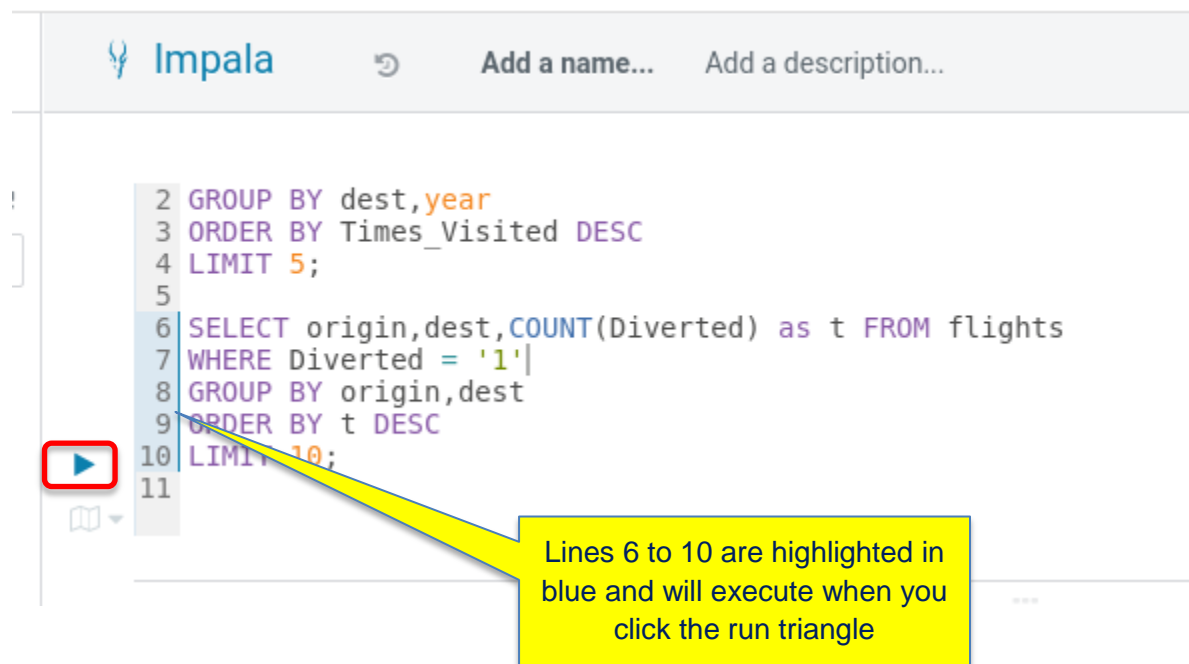 Impala Add a name... Add a description...
2 GROUP BY dest,year
3 ORDER BY Times_Visited DESC
4 LIMIT 5;
5
6 SELECT origin,dest,COUNT(Diverted) as t FROM flights
7 WHERE Diverted = '1'
8 GROUP BY origin,dest
9 ORDER BY t DESC
10 LIMIT 10;
11
Lines 6 to 10 are highlighted in
blue and will execute when you
click the run triangle